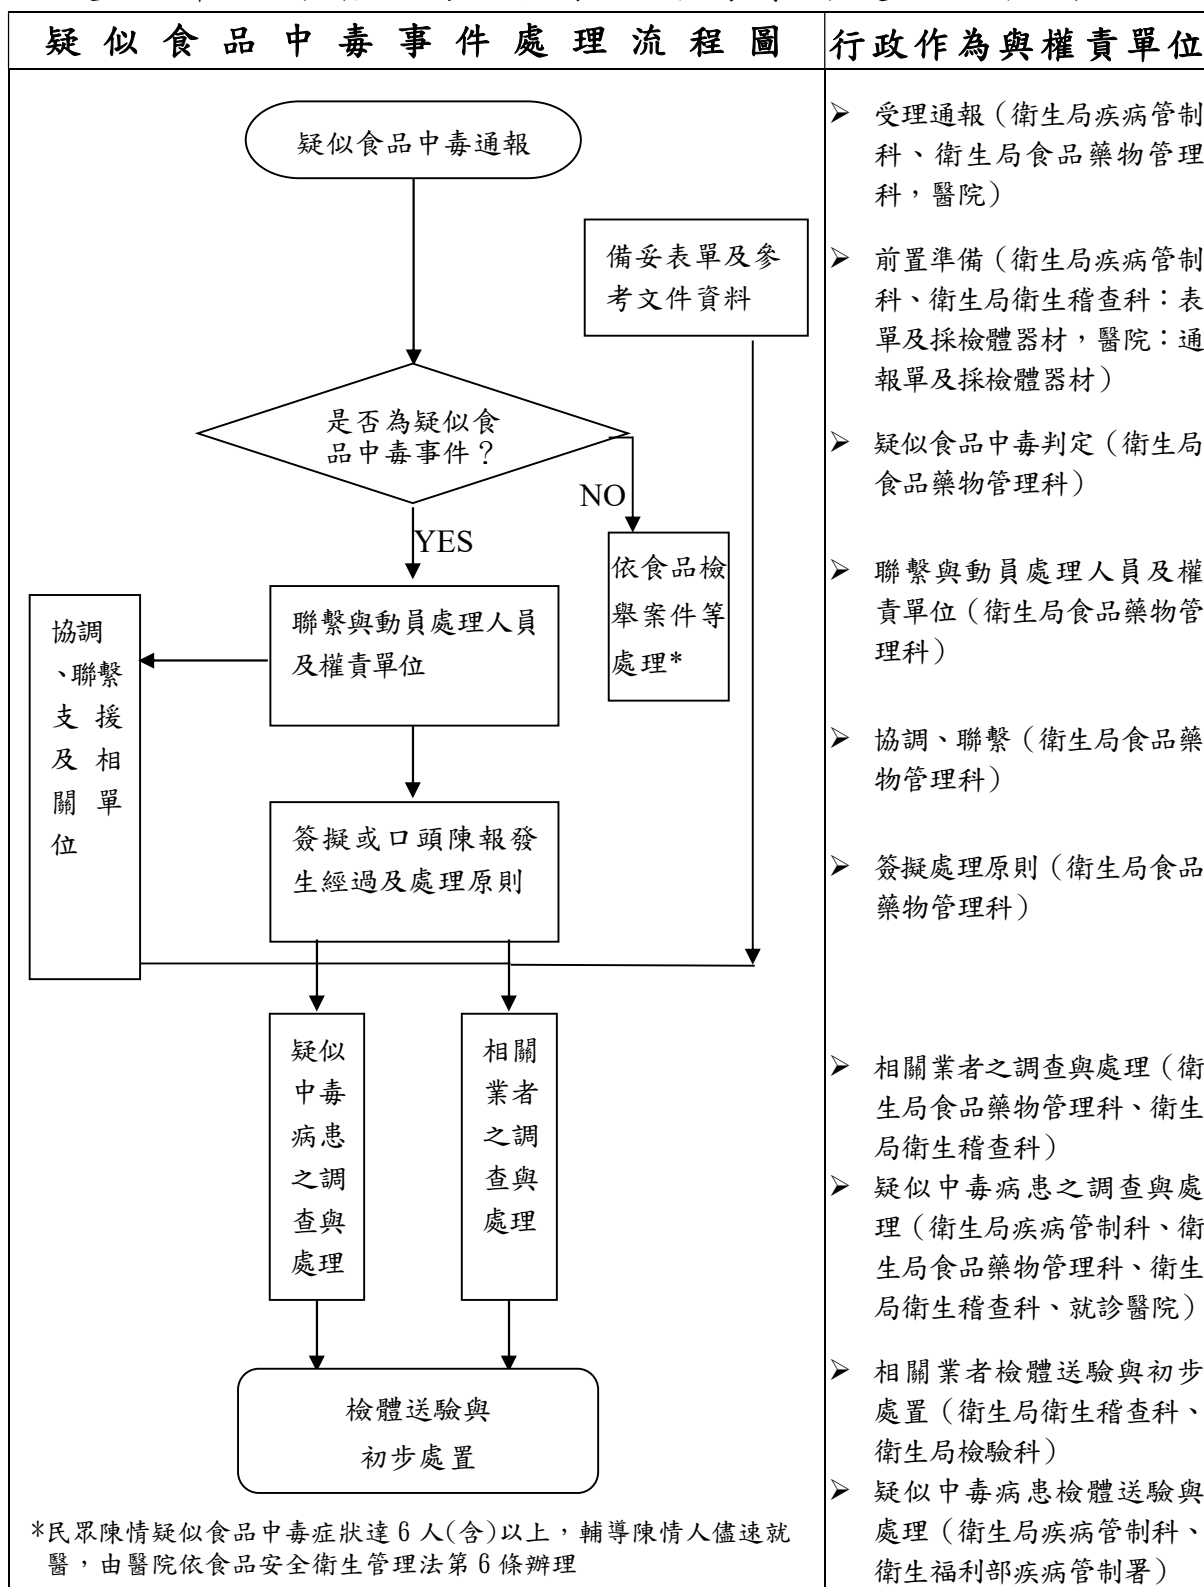 疑似食品中毒事件處理流程圖
行政作為與權責單位
疑似食品中毒通報
備妥表單及參
考文件資料
是否為疑似食
品中毒事件？
NO
YES
依食品檢
舉案件等
處理*
聯繫與動員處理人員
及權責單位
協調
、聯繫
支援
及相
關單
位
簽擬或口頭陳報發
生經過及處理原則
疑似
中毒
病患
之調
查與
處理
相關
業者
之調
查與
處理
檢體送驗與
初步處置
*民眾陳情疑似食品中毒症狀達 6 人(含)以上，輔導陳情人儘速就
醫，由醫院依食品安全衛生管理法第 6 條辦理
➢ 受理通報（衛生局疾病管制
科、衛生局食品藥物管理
科，醫院）
➢ 前置準備（衛生局疾病管制
科、衛生局衛生稽查科：表
單及採檢體器材，醫院：通
報單及採檢體器材）
➢ 疑似食品中毒判定（衛生局
食品藥物管理科）
➢ 聯繫與動員處理人員及權
責單位（衛生局食品藥物管
理科）
➢ 協調、聯繫（衛生局食品藥
物管理科）
➢ 簽擬處理原則（衛生局食品
藥物管理科）
➢ 相關業者之調查與處理（衛
生局食品藥物管理科、衛生
局衛生稽查科）
➢ 疑似中毒病患之調查與處
理（衛生局疾病管制科、衛
生局食品藥物管理科、衛生
局衛生稽查科、就診醫院）
➢ 相關業者檢體送驗與初步
處置（衛生局衛生稽查科、
衛生局檢驗科）
➢ 疑似中毒病患檢體送驗與
處理（衛生局疾病管制科、
衛生福利部疾病管制署）